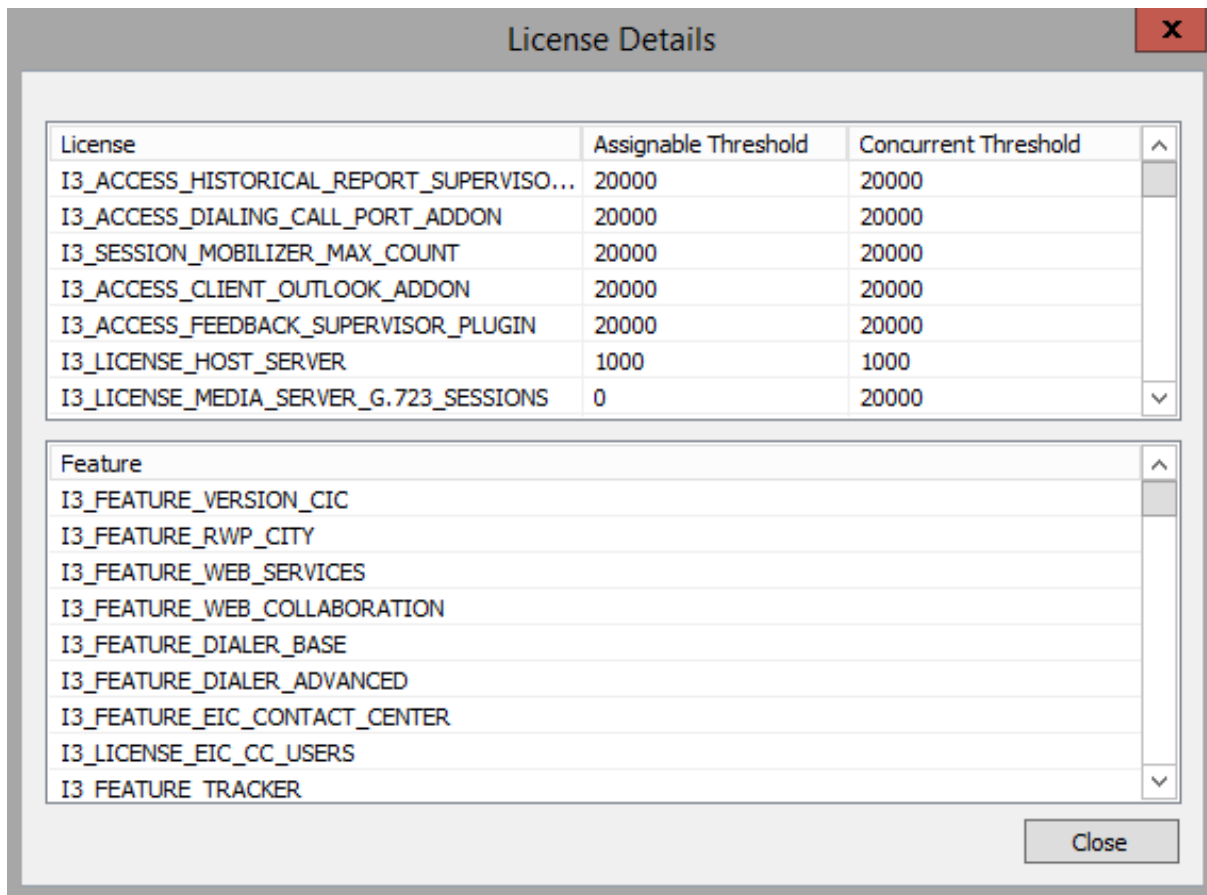 License Details
x
License Assignable Threshold Concurrent Threshold
I3_ACCESS_HISTORICAL_REPORT_SUPERVISO... 20000 20000
I3_ACCESS_DIALING_CALL_PORT_ADDON 20000 20000
I3_SESSION_MOBILIZER_MAX_COUNT 20000 20000
I3_ACCESS_CLIENT_OUTLOOK_ADDON 20000 20000
I3_ACCESS_FEEDBACK_SUPERVISOR_PLUGIN 20000 20000
I3_LICENSE_HOST_SERVER 1000 1000
I3_LICENSE_MEDIA_SERVER_G.723_SESSIONS 0 20000
Feature
I3_FEATURE_VERSION_CIC
I3_FEATURE_RWP_CITY
I3_FEATURE_WEB_SERVICES
I3_FEATURE_WEB_COLLABORATION
I3_FEATURE_DIALER_BASE
I3_FEATURE_DIALER_ADVANCED
I3_FEATURE_EIC_CONTACT_CENTER
I3_LICENSE_EIC_CC_USERS
I3_FEATURE_TRACKER
Close